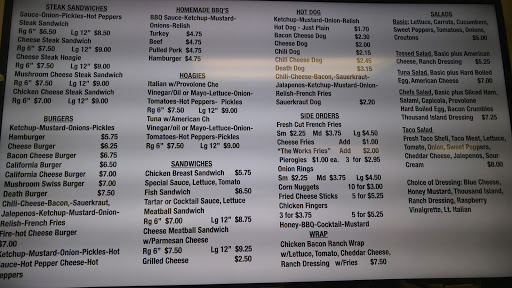 STEAK SANDWICHES
Sauce-Onion-Pickles-Hot Peppers
Steak Sandwich
Rg 6" $6.50 Lg 12" $8.50
Cheese Steak Sandwich
Rg 6" $7.00 Lg 12" $9.00
Cheese Steak Hoagie
Rg 6" $7.50 Lg 12" $9.50
Mushroom Cheese Steak Sandwich
Rg 6" $7.50 Lg 12" $9.50
Chicken Cheese Steak Sandwich
Rg 6" $7.00 Lg 12" $9.00
BURGERS
Ketchup-Mustard-Onions-Pickles
Hamburger $5.75
Cheese Burger $6.25
Bacon Cheese Burger $6.75
California Burger $6.50
California Cheese Burger $7.00
Mushroom Swiss Burger $7.00
Death Burger $7.50
Chili-Cheese-Bacon,-Sauerkraut,
Jalepenos-Ketchup-Mustard-Onion-
Relish-French Fries
Fire-hot Cheese Burger
$7.00
Ketchup-Mustard-Onion-Pickles-Hot
Sauce-Hot Pepper Cheese-Hot
Peppers
HOMEMADE BBQ'S
BBQ Sauce-Ketchup-Mustard-
Onions-Relish
Turkey $4.75
Beef $4.75
Pulled Pork $4.75
Hamburger $4.75
HOAGIES
Italian w/Provolone Che
Vinegar/Oil or Mayo-Lettuce-Onion-
Tomatoes-Hot Peppers- Pickles
Rg 6" $7.50 Lg 12" $9.50
Tuna w/American Ch
Vinegar/oil or Mayo-Lettuce-Onion-
Tomatoes-Hot Peppers-Pickles
Rg 6" $7.50 Lg 12" $9.50
SANDWICHES
Chicken Breast Sandwich $5.75
Special Sauce, Lettuce, Tomato
Fish Sandwich $6.50
Tartar or Cocktail Sauce, Lettuce
Meatball Sandwich
Rg 6" $7.00 Lg 12" $8.75
Cheese Meatball Sandwich
w/Parmesan Cheese
Rg 6" $7.50 Lg 12" $9.25
Grilled Cheese $2.50
HOT DOG
Ketchup-Mustard-Onion-Relish
Hot Dog - Just Plain $1.70
Bacon Cheese Dog $2.30
Cheese Dog $2.00
Chili Dog $2.15
Chili Cheese Dog $2.45
Death Dog $3.15
Chili-Cheese-Bacon,-Sauerkraut-
Jalapenos-Ketchup-Mustard-Onion-
Relish-French Fries
Sauerkraut Dog $2.20
SIDE ORDERS
Fresh Cut French Fries
Sm $2.25 Md $3.75 Lg $4.50
Cheese Fries Add $1.00
"The Works Fries" Add $2.00
Pierogies $1.00 ea. 3 for $2.95
Onion Rings
Sm $2.25 Md $3.75 Lg $4.50
Corn Nuggets 10 for $3.00
Fried Cheese Sticks 5 for $5.25
Chicken Fingers
3 for $3.75 5 for $5.25
Honey-BBQ-Cocktail-Mustard
WRAP
Chicken Bacon Ranch Wrap
w/Lettuce, Tomato, Cheddar Cheese,
Ranch Dressing w/Fries $7.50
SALADS
Basic: Lettuce, Carrots, Cucumbers,
Sweet Peppers, Tomatoes, Onions,
Croutons $5.00
Tossed Salad, Basic plus American
Cheese, Ranch Dressing $5.25
Tuna Salad, Basic plus Hard Boiled
Egg, American Cheese $7.00
Chefs Salad, Basic plus Sliced Ham,
Salami, Capicola, Provolone
Hard Boiled Egg, Bacon Crumbles
Thousand Island Dressing $7.25
Taco Salad
Fresh Taco Shell, Taco Meat, Lettuce,
Tomato, Onion, Sweet Peppers,
Cheddar Cheese, Jalepenos, Sour
Cream $8.00
Choice of Dressing: Blue Cheese,
Honey Mustard, Thousand Island,
Ranch Dressing, Raspberry
Vinaigrette, Lt. Italian